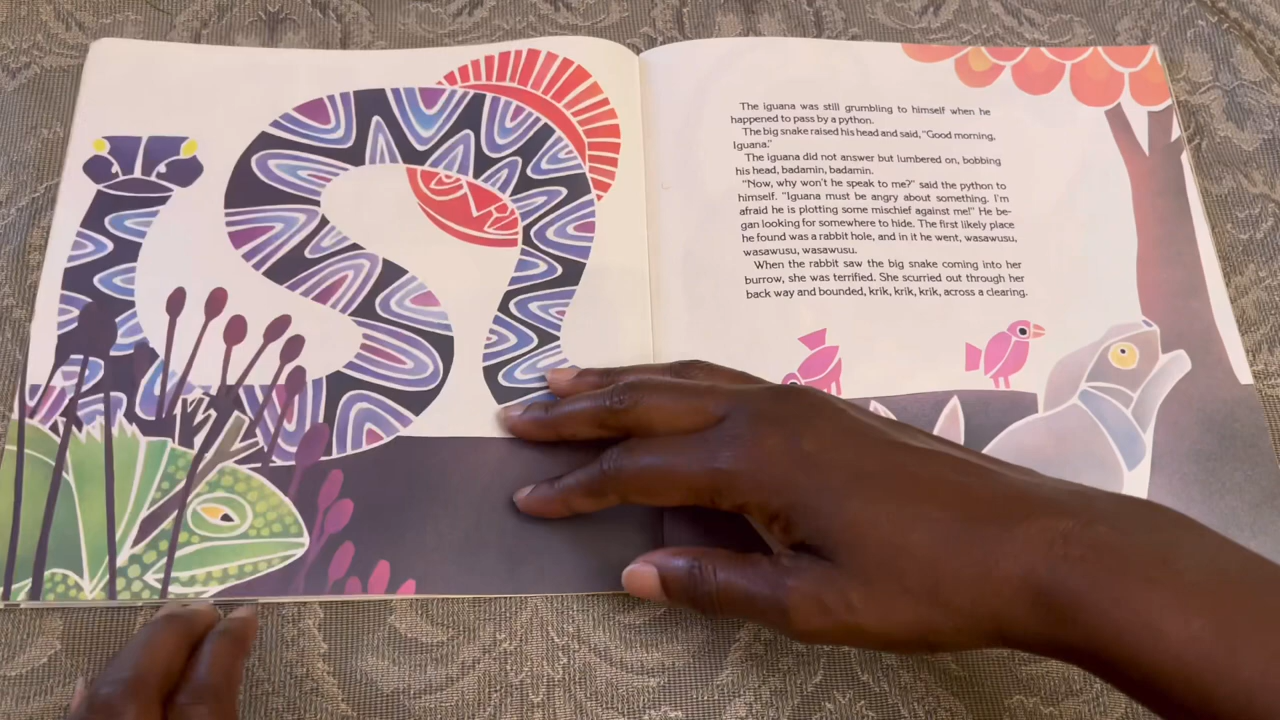 The iguana was still grumbling to himself when he
happened to pass by a python.
The big snake raised his head and said, "Good morning,
Iguana."
The iguana did not answer but lumbered on, bobbing
his head, badamin, badamin.
"Now, why won't he speak to me?" said the python to
himself. "Iguana must be angry about something. I'm
afraid he is plotting some mischief against me!" He be-
gan looking for somewhere to hide. The first likely place
he found was a rabbit hole, and in it he went, wasawusu,
wasawusu, wasawusu.
When the rabbit saw the big snake coming into her
burrow, she was terrified. She scurried out through her
back way and bounded, krik, krik, krik, across a clearing.